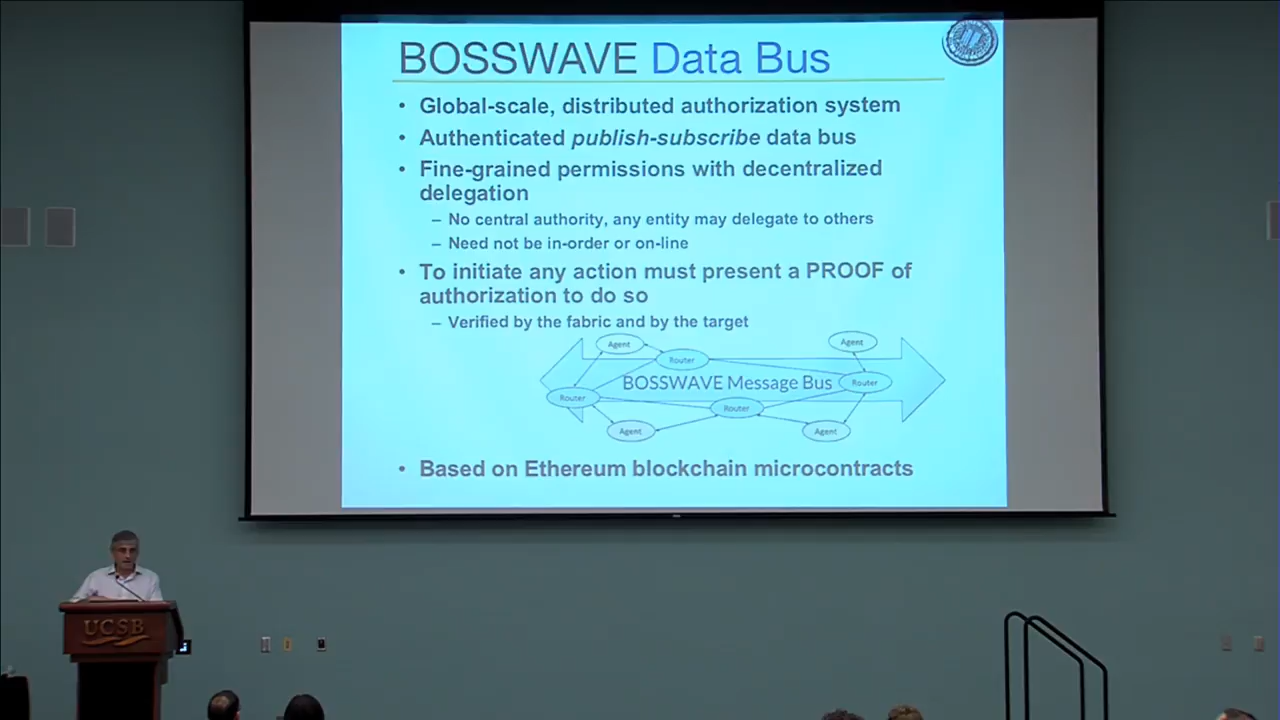 BOSSWAVE Data Bus
• Global-scale, distributed authorization system
• Authenticated publish-subscribe data bus
• Fine-grained permissions with decentralized
delegation
– No central authority, any entity may delegate to others
– Need not be in-order or on-line
• To initiate any action must present a PROOF of
authorization to do so
– Verified by the fabric and by the target
Agent
Agent
Router
BOSSWAVE Message Bus
Router
Router
Router
Agent
Agent
• Based on Ethereum blockchain microcontracts
UCSB